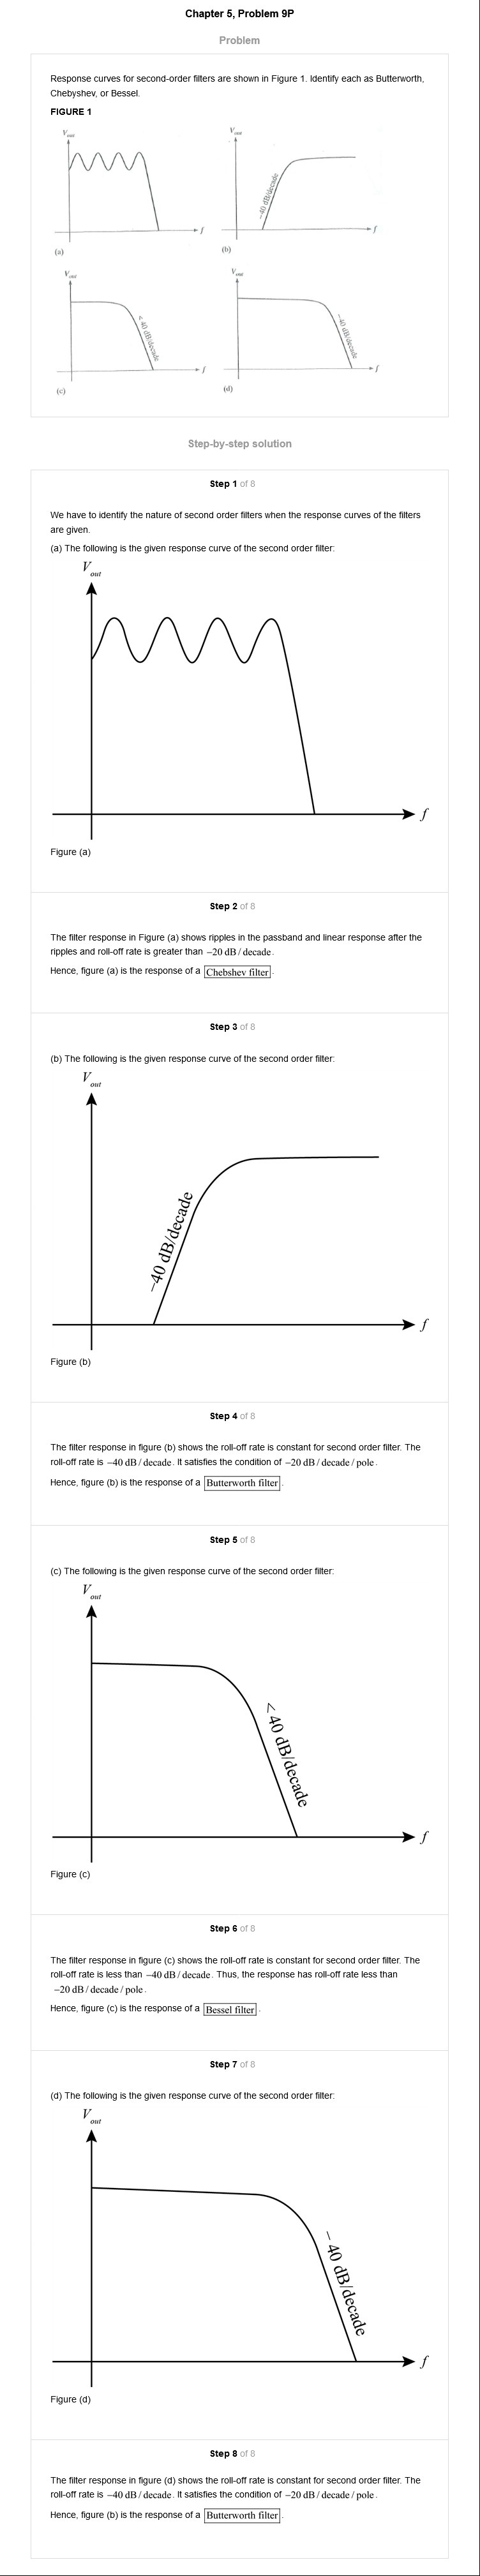 Chapter 5, Problem 9P
Problem
Response curves for second-order filters are shown in Figure 1. Identify each as Butterworth,
Chebyshev, or Bessel.
FIGURE 1
Vout
f
(a)
Vout
–40 dB/decade
f
(b)
Vout
< 40 dB/decade
f
(c)
Vout
–40 dB/decade
f
(d)
Step-by-step solution
Step 1 of 8
We have to identify the nature of second order filters when the response curves of the filters
are given.
(a) The following is the given response curve of the second order filter:
Vout
f
Figure (a)
Step 2 of 8
The filter response in Figure (a) shows ripples in the passband and linear response after the
ripples and roll-off rate is greater than −20 dB / decade.
Hence, figure (a) is the response of a Chebshev filter.
Step 3 of 8
(b) The following is the given response curve of the second order filter:
Vout
–40 dB/decade
f
Figure (b)
Step 4 of 8
The filter response in figure (b) shows the roll-off rate is constant for second order filter. The
roll-off rate is −40 dB / decade. It satisfies the condition of −20 dB / decade / pole.
Hence, figure (b) is the response of a Butterworth filter.
Step 5 of 8
(c) The following is the given response curve of the second order filter:
Vout
< 40 dB/decade
f
Figure (c)
Step 6 of 8
The filter response in figure (c) shows the roll-off rate is constant for second order filter. The
roll-off rate is less than −40 dB / decade. Thus, the response has roll-off rate less than
−20 dB / decade / pole.
Hence, figure (c) is the response of a Bessel filter.
Step 7 of 8
(d) The following is the given response curve of the second order filter:
Vout
– 40 dB/decade
f
Figure (d)
Step 8 of 8
The filter response in figure (d) shows the roll-off rate is constant for second order filter. The
roll-off rate is −40 dB / decade. It satisfies the condition of −20 dB / decade / pole.
Hence, figure (b) is the response of a Butterworth filter.